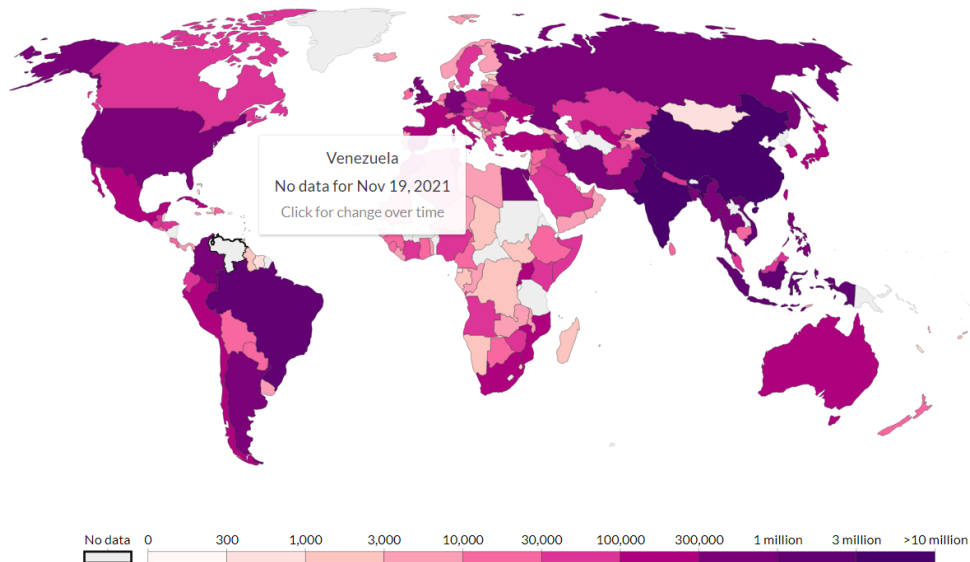 Venezuela
No data for Nov 19, 2021
Click for change over time
No data 0 300 1,000 3,000 10,000 30,000 100,000 300,000 1 million 3 million >10 million